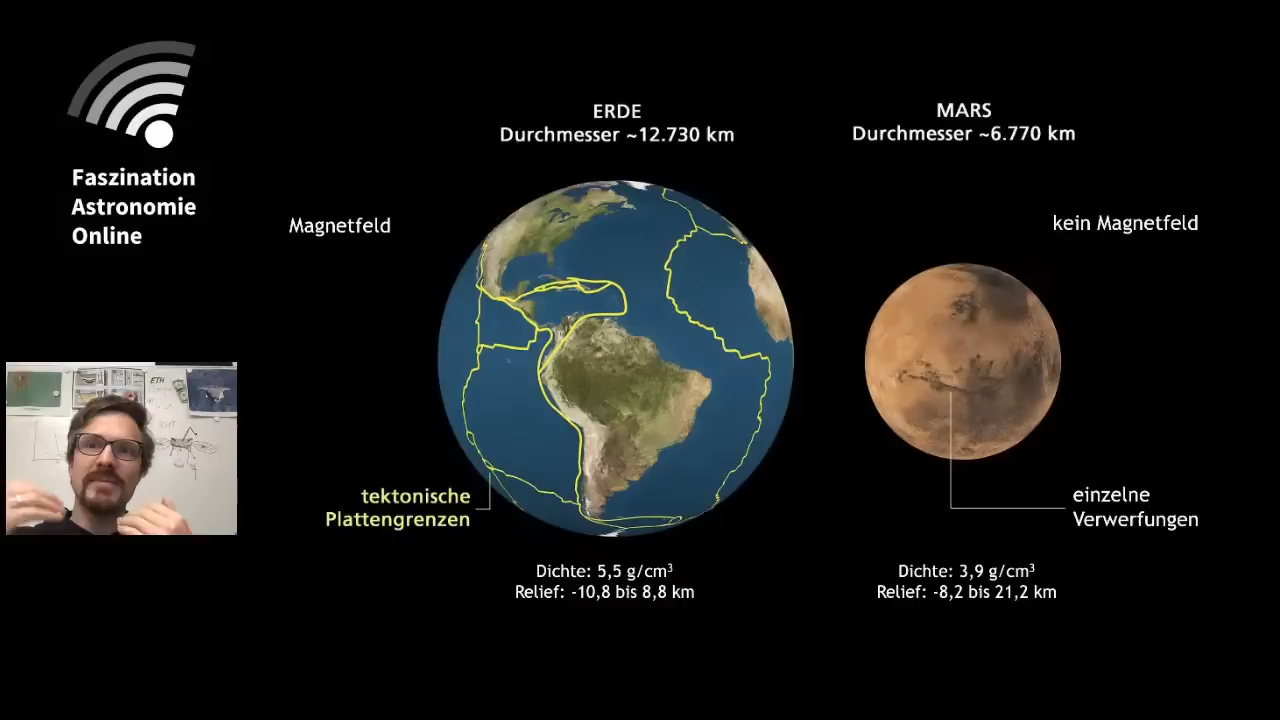 Faszination
Astronomie
Online
ERDE
Durchmesser ~12.730 km
MARS
Durchmesser ~6.770 km
Magnetfeld
kein Magnetfeld
ETH
tektonische
Plattengrenzen
einzelne
Verwerfungen
Dichte: 5,5 g/cm³
Relief: -10,8 bis 8,8 km
Dichte: 3,9 g/cm³
Relief: -8,2 bis 21,2 km